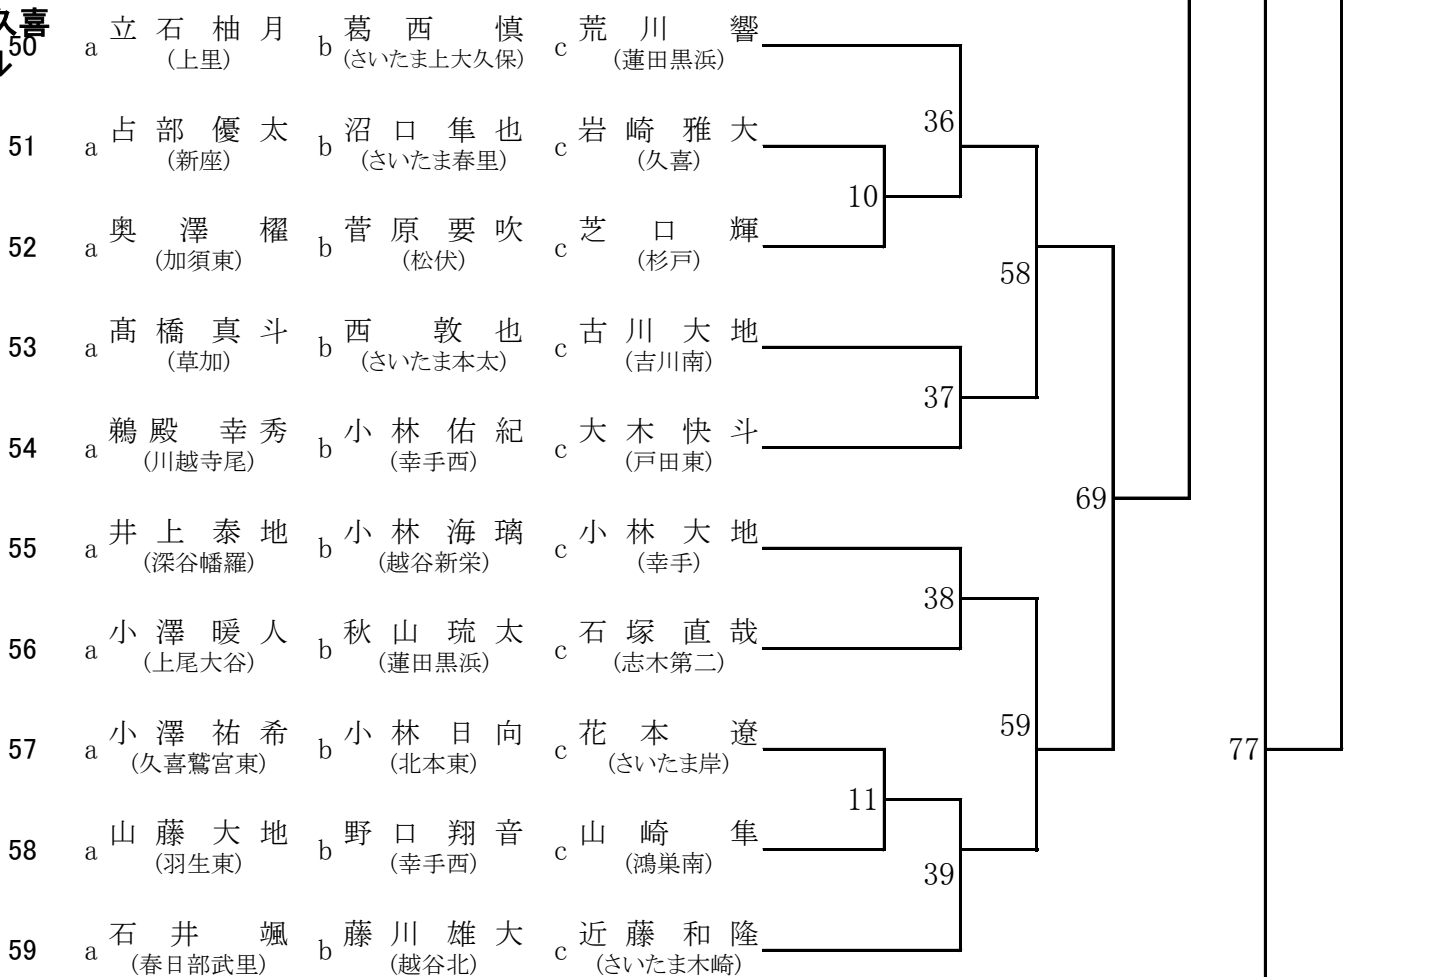 久喜
50 a 立石柚月 b 葛西慎 c 荒川響
(上里) (さいたま上大久保) (蓮田黒浜)
36
51 a 占部優太 b 沼口隼也 c 岩崎雅大
(新座) (さいたま春里) (久喜)
10
52 a 奥澤櫂 b 菅原要吹 c 芝口輝
(加須東) (松伏) (杉戸)
58
53 a 髙橋真斗 b 西敦也 c 古川大地
(草加) (さいたま本太) (吉川南)
37
54 a 鵜殿幸秀 b 小林佑紀 c 大木快斗
(川越寺尾) (幸手西) (戸田東)
69
55 a 井上泰地 b 小林海璃 c 小林大地
(深谷幡羅) (越谷新栄) (幸手)
38
56 a 小澤暖人 b 秋山琉太 c 石塚直哉
(上尾大谷) (蓮田黒浜) (志木第二)
59
57 a 小澤祐希 b 小林日向 c 花本遼
(久喜鷲宮東) (北本東) (さいたま岸)
77
11
58 a 山藤大地 b 野口翔音 c 山崎隼
(羽生東) (幸手西) (鴻巣南)
39
59 a 石井颯 b 藤川雄大 c 近藤和隆
(春日部武里) (越谷北) (さいたま木崎)